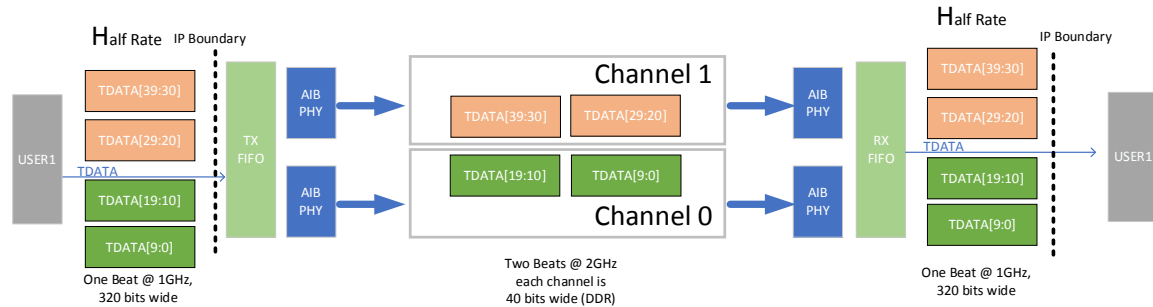 Half Rate
IP Boundary
USER1
TDATA[39:30]
TDATA[29:20]
TDATA
TDATA[19:10]
TDATA[9:0]
One Beat @ 1GHz,
320 bits wide
TX
FIFO
AIB
PHY
AIB
PHY
Channel 1
TDATA[39:30]
TDATA[29:20]
TDATA[19:10]
TDATA[9:0]
Channel 0
Two Beats @ 2GHz
each channel is
40 bits wide (DDR)
AIB
PHY
AIB
PHY
RX
FIFO
Half Rate
IP Boundary
TDATA[39:30]
TDATA[29:20]
TDATA
TDATA[19:10]
TDATA[9:0]
One Beat @ 1GHz,
320 bits wide
USER1